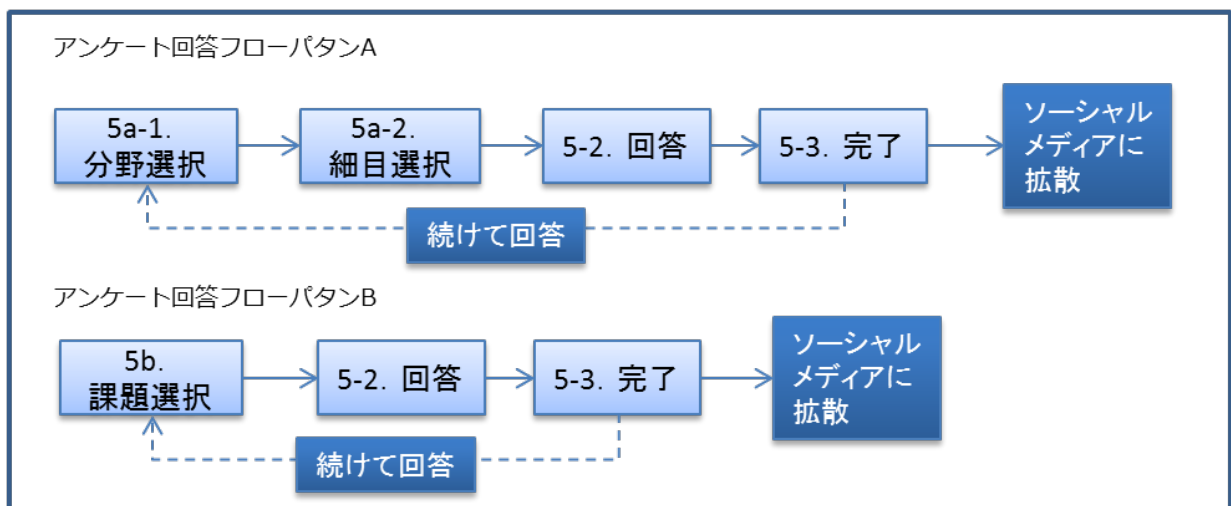 アンケート回答フローパタンA
5a-1.
分野選択
5a-2.
細目選択
5-2. 回答
5-3. 完了
ソーシャル
メディアに
拡散
続けて回答
アンケート回答フローパタンB
5b.
課題選択
5-2. 回答
5-3. 完了
ソーシャル
メディアに
拡散
続けて回答